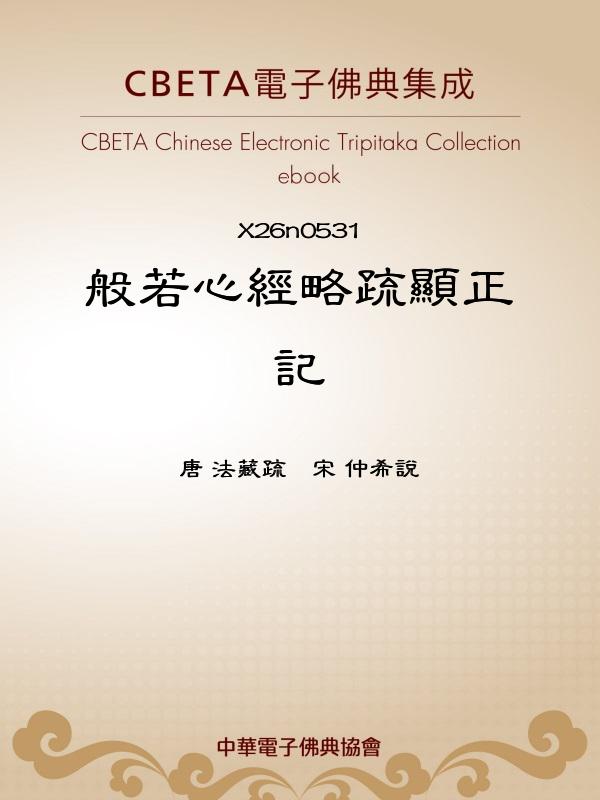 CBETA電子佛典集成
CBETA Chinese Electronic Tripitaka Collection
ebook
X26n0531
般若心經略疏顯正
記
唐 法藏疏　宋 仲希說
中華電子佛典協會